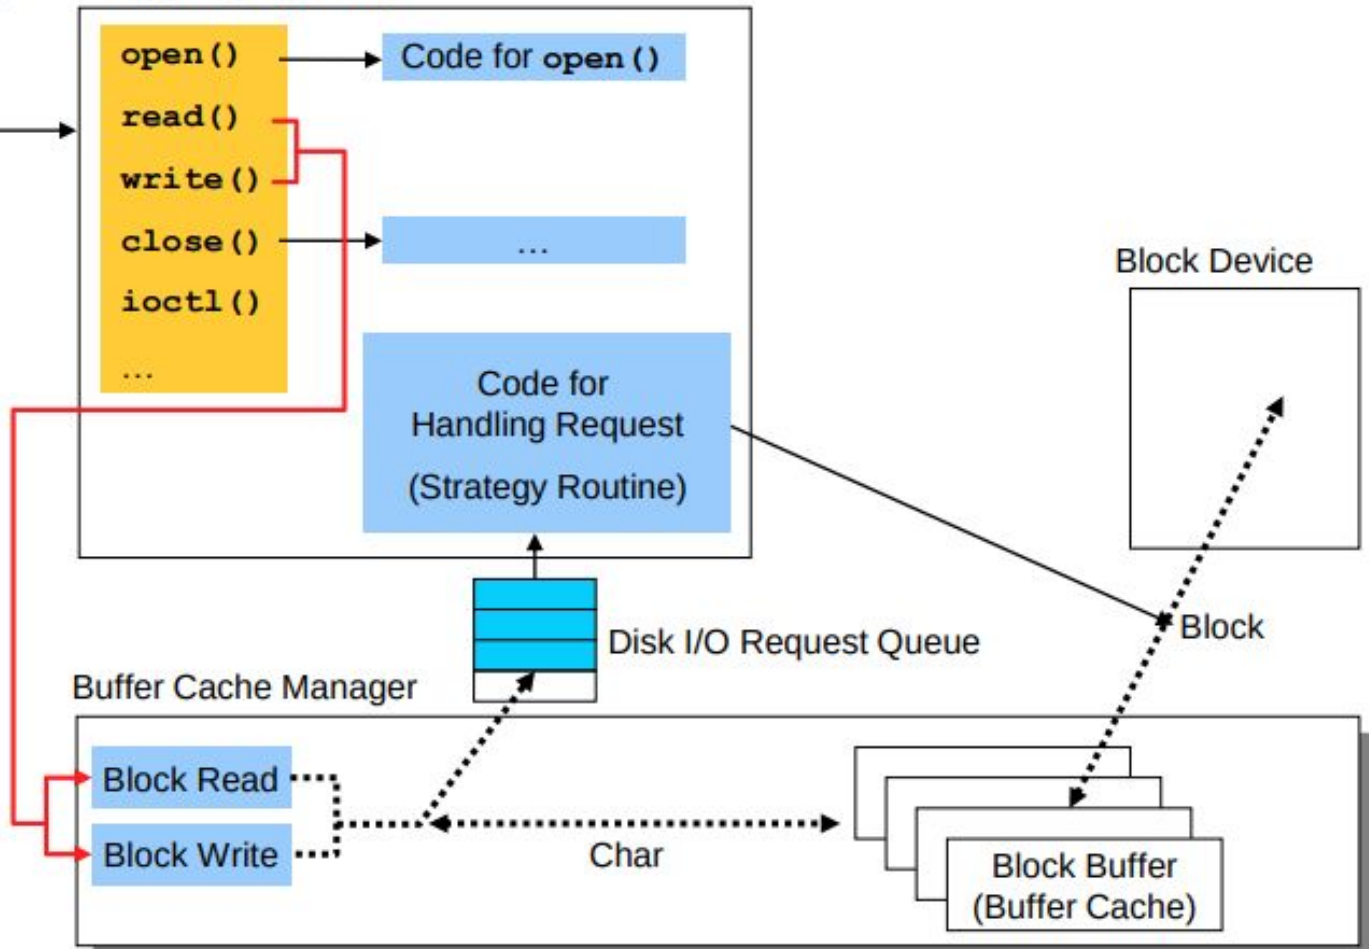 open()
read()
write()
close()
ioctl()
...
Code for open()
...
Code for
Handling Request
(Strategy Routine)
Block Device
Block
Disk I/O Request Queue
Buffer Cache Manager
Block Read
Block Write
Char
Block Buffer
(Buffer Cache)